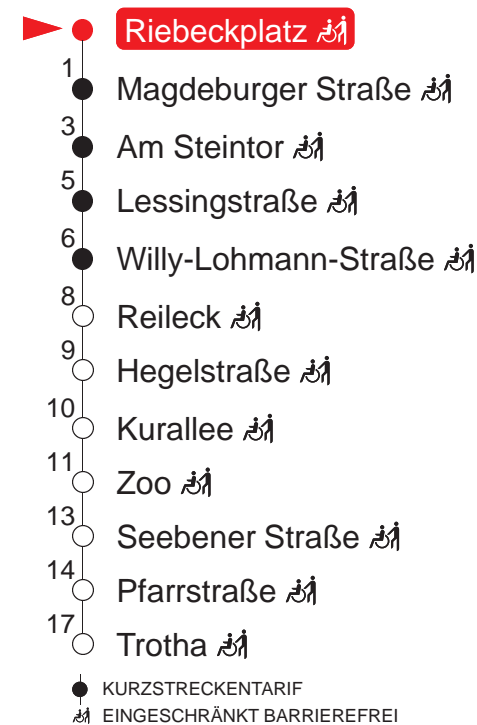 Riebeckplatz
1
Magdeburger Straße
3
Am Steintor
5
Lessingstraße
6
Willy-Lohmann-Straße
8
Reileck
9
Hegelstraße
10
Kurallee
11
Zoo
13
Seebener Straße
14
Pfarrstraße
17
Trotha
KURZSTRECKENTARIF
EINGESCHRÄNKT BARRIEREFREI